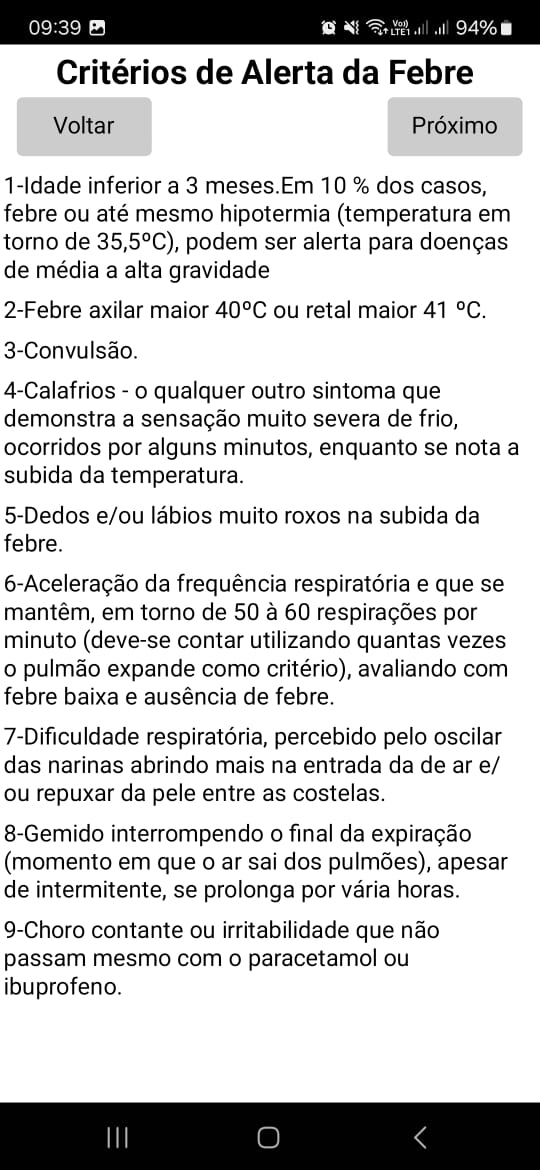 09:39
Vo)) LTE1 94%
Critérios de Alerta da Febre
Voltar
Próximo
1-Idade inferior a 3 meses.Em 10 % dos casos,
febre ou até mesmo hipotermia (temperatura em
torno de 35,5ºC), podem ser alerta para doenças
de média a alta gravidade
2-Febre axilar maior 40ºC ou retal maior 41 ºC.
3-Convulsão.
4-Calafrios - o qualquer outro sintoma que
demonstra a sensação muito severa de frio,
ocorridos por alguns minutos, enquanto se nota a
subida da temperatura.
5-Dedos e/ou lábios muito roxos na subida da
febre.
6-Aceleração da frequência respiratória e que se
mantêm, em torno de 50 à 60 respirações por
minuto (deve-se contar utilizando quantas vezes
o pulmão expande como critério), avaliando com
febre baixa e ausência de febre.
7-Dificuldade respiratória, percebido pelo oscilar
das narinas abrindo mais na entrada da de ar e/
ou repuxar da pele entre as costelas.
8-Gemido interrompendo o final da expiração
(momento em que o ar sai dos pulmões), apesar
de intermitente, se prolonga por vária horas.
9-Choro contante ou irritabilidade que não
passam mesmo com o paracetamol ou
ibuprofeno.